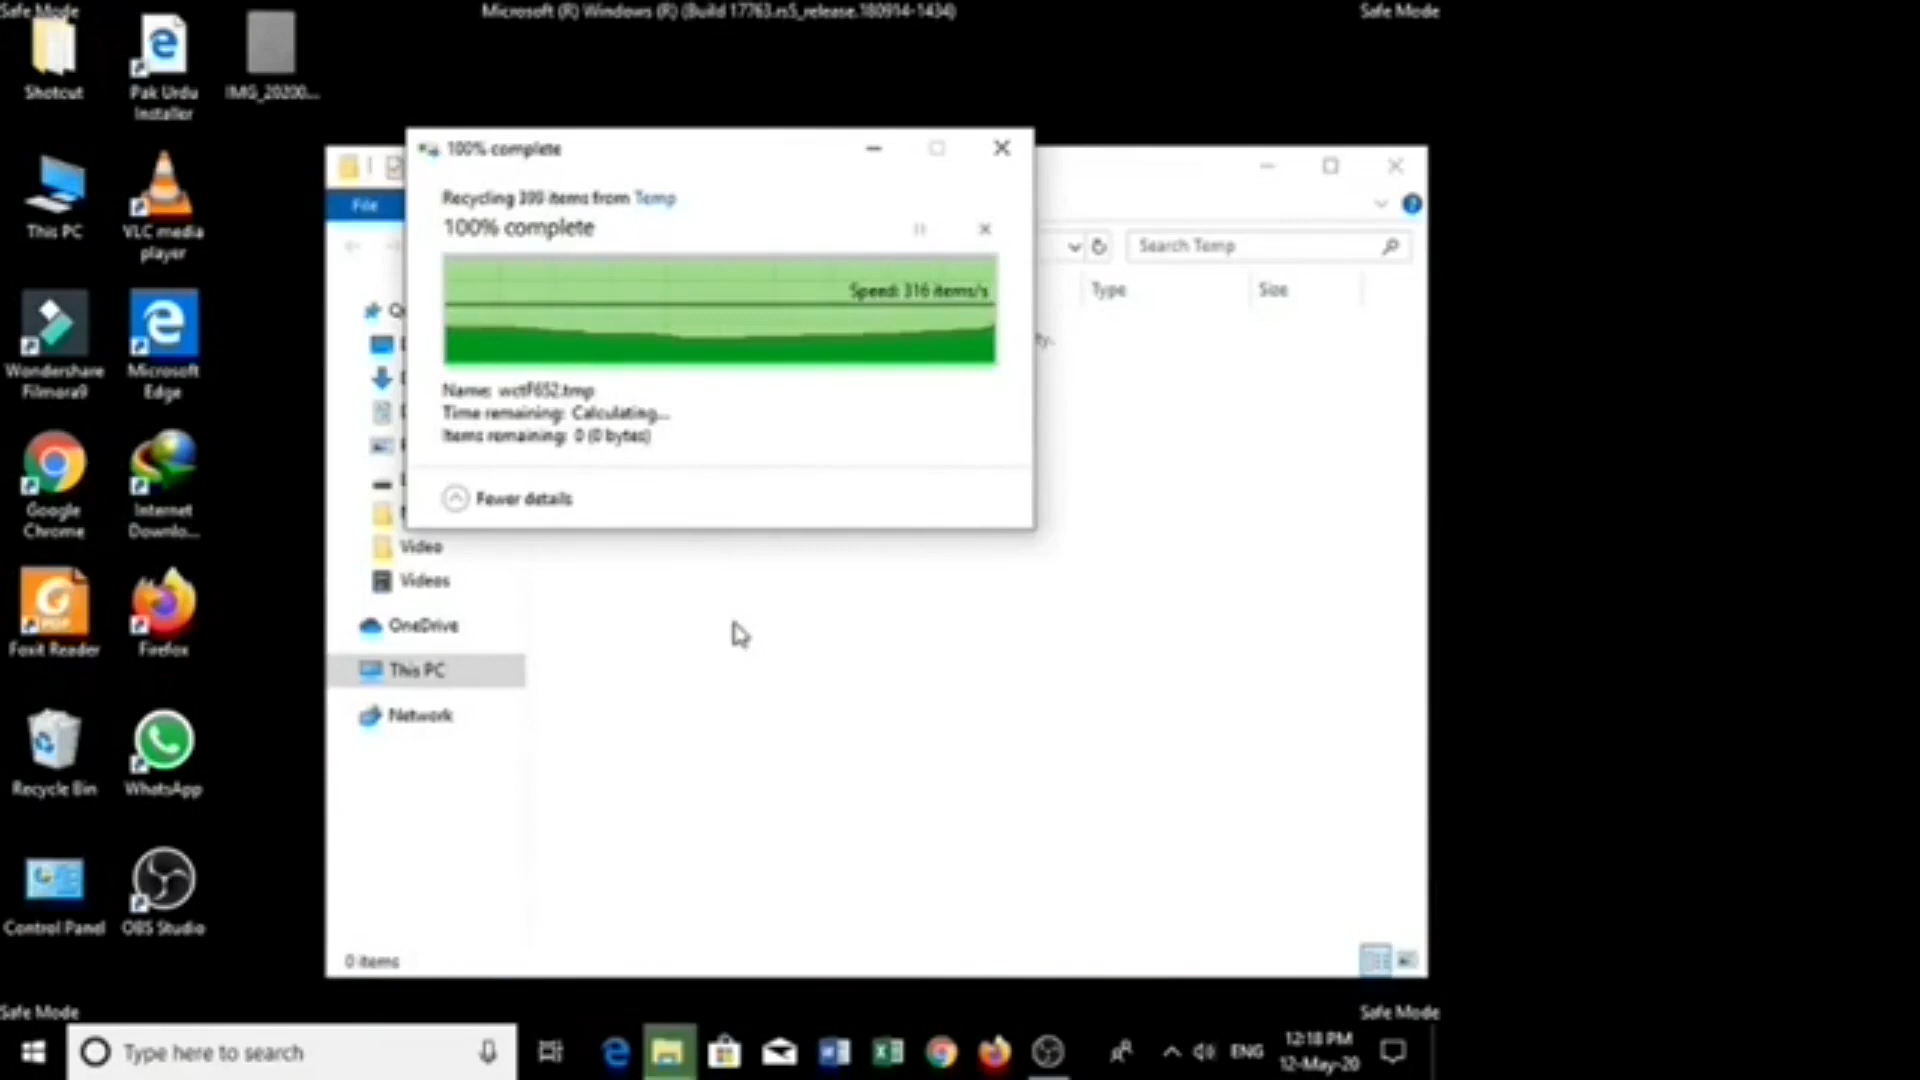 Safe Mode
Microsoft (R) Windows (R) (Build 17763.rs5_release.180914-1434)
Safe Mode
Shotcut
Pak Urdu
Installer
IMG_20200...
This PC
VLC media
player
Wondershare
Filmora9
Microsoft
Edge
Google
Chrome
Internet
Downlo...
Foxit Reader
Firefox
Recycle Bin
WhatsApp
Control Panel
OBS Studio
100% complete
Recycling 399 items from Temp
100% complete
Speed: 316 items/s
Name: wctF652.tmp
Time remaining: Calculating...
Items remaining: 0 (0 bytes)
Fewer details
File
Search Temp
Type
Size
ty.
Video
Videos
OneDrive
This PC
Network
0 items
Safe Mode
Safe Mode
Type here to search
ENG
12:18 PM
12-May-20